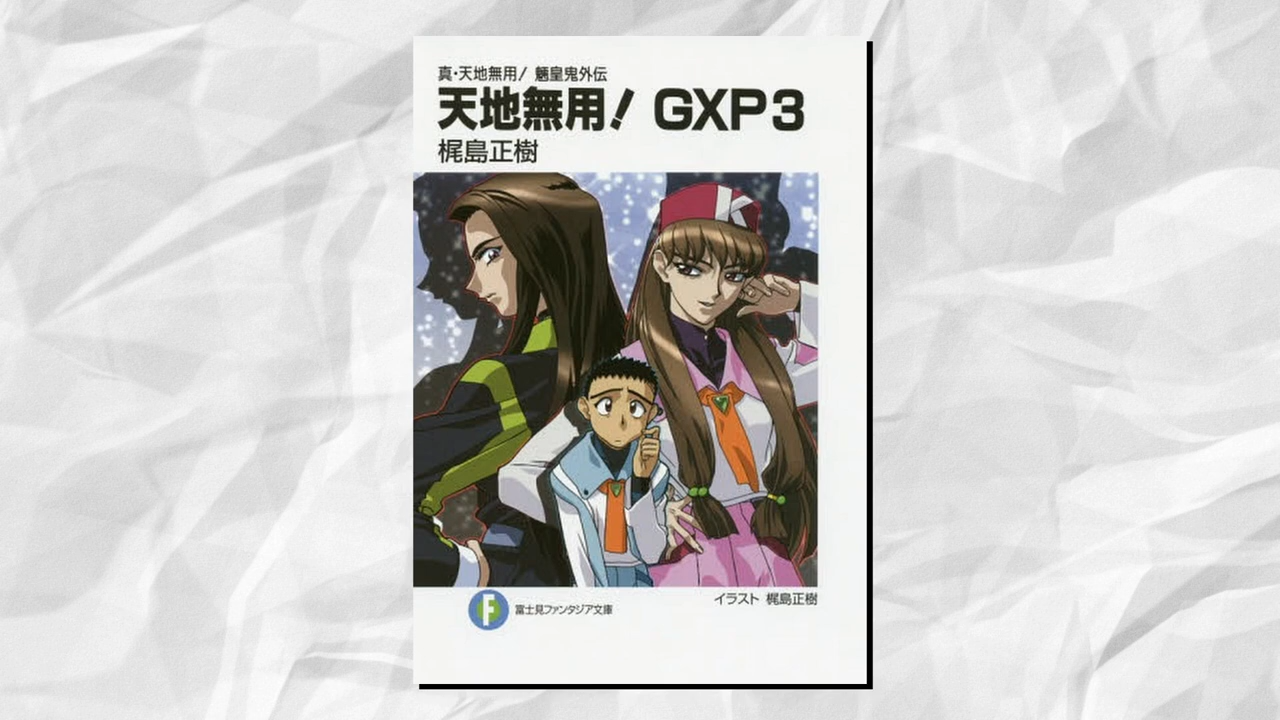 真・天地無用! 魎皇鬼外伝
天地無用! GXP3
梶島正樹
K
イラスト 梶島正樹
F
富士見ファンタジア文庫